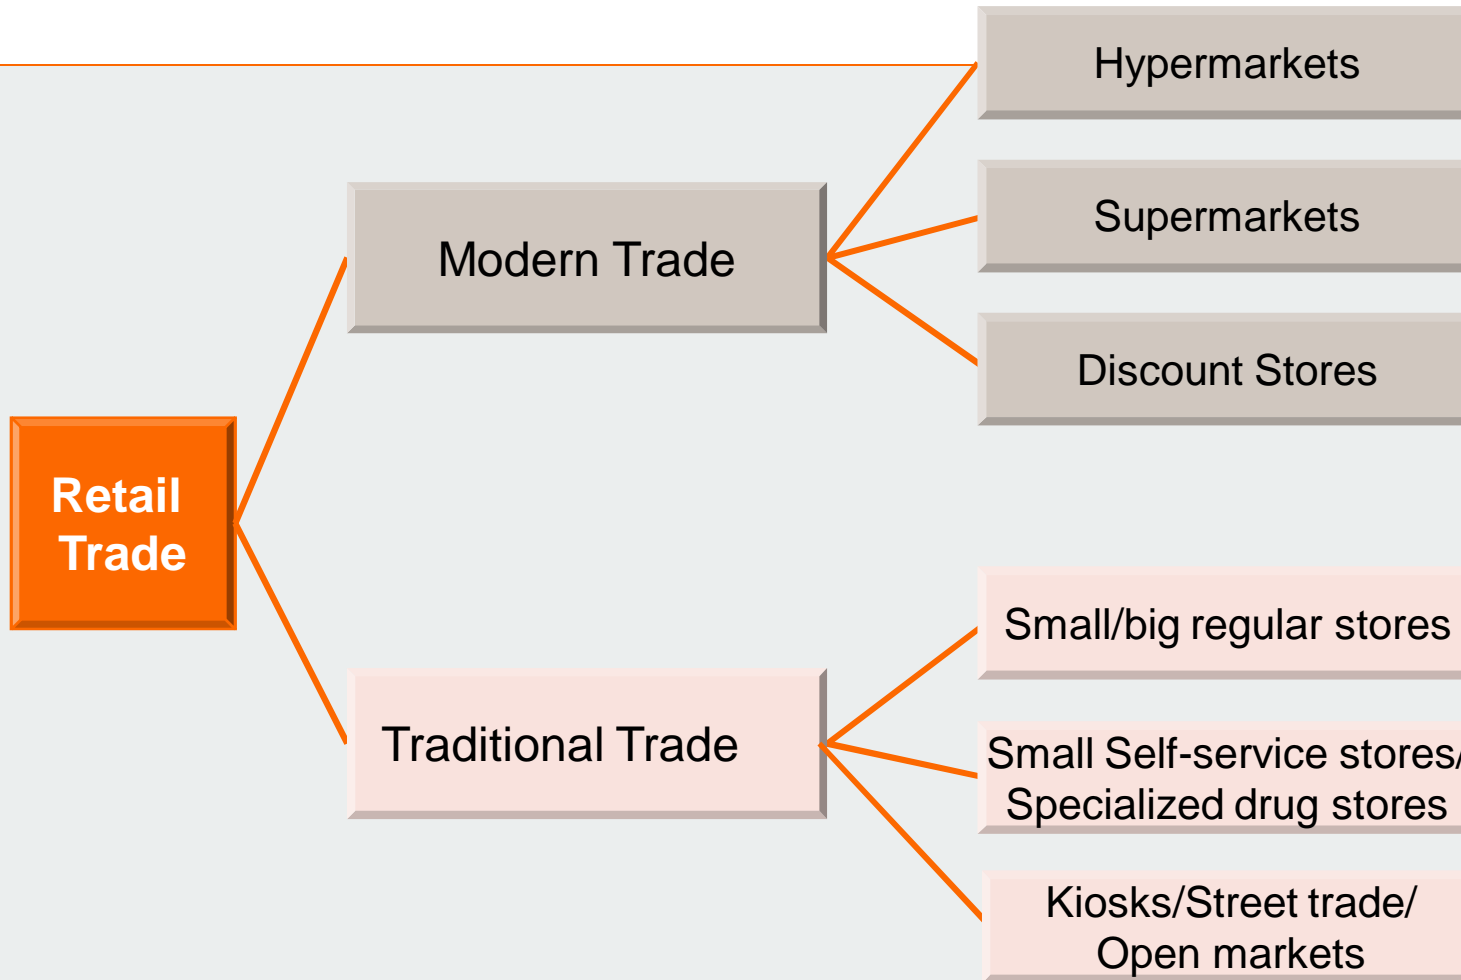 Hypermarkets
Supermarkets
Modern Trade
Discount Stores
Retail
Trade
Small/big regular stores
Traditional Trade
Small Self-service stores/
Specialized drug stores
Kiosks/Street trade/
Open markets